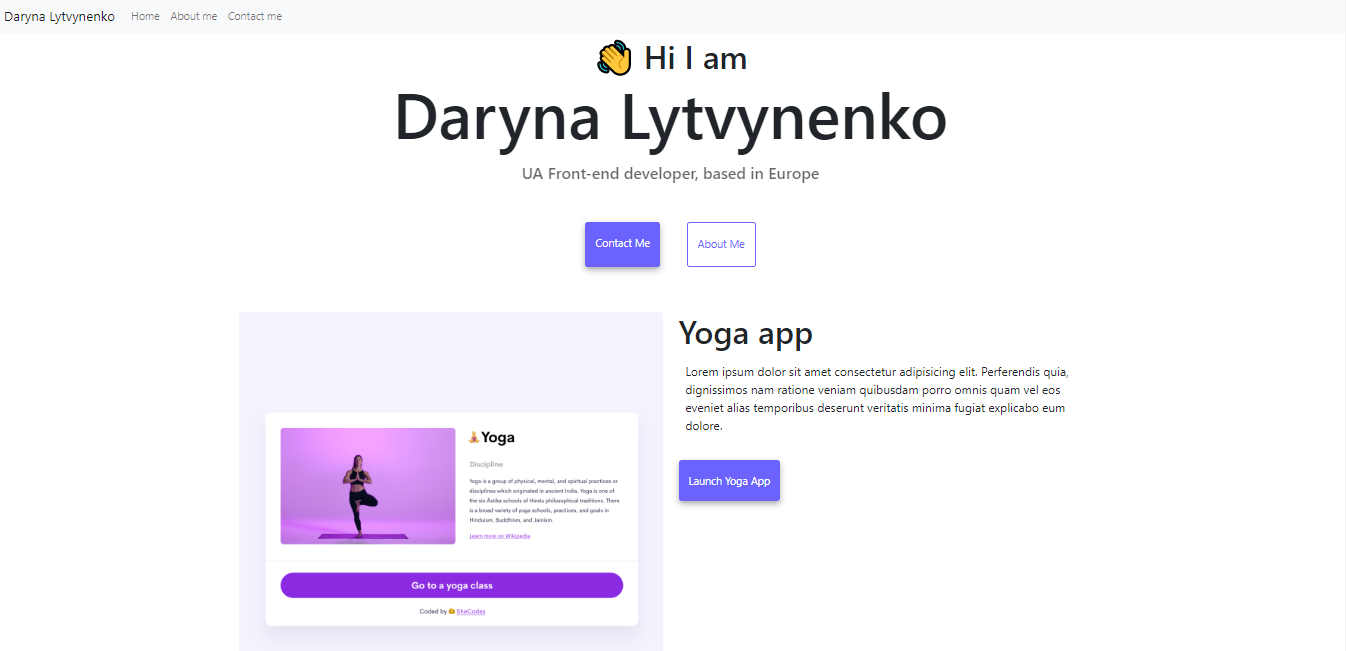 Daryna Lytvynenko Home About me Contact me
Hi I am
Daryna Lytvynenko
UA Front-end developer, based in Europe
Contact Me About Me
Yoga app
Lorem ipsum dolor sit amet consectetur adipisicing elit. Perferendis quia,
dignissimos nam ratione veniam quibusdam porro omnis quam vel eos
eveniet alias temporibus deserunt veritatis minima fugiat explicabo eum
dolore.
Launch Yoga App
Yoga
Discipline
Yoga is a group of physical, mental, and spiritual practices or
disciplines which originated in ancient India. Yoga is one of
the six Āstika schools of Hindu philosophical traditions. There
is a broad variety of yoga schools, practices, and goals in
Hinduism, Buddhism, and Jainism.
Learn more on Wikipedia
Go to a yoga class
Coded by SheCodes